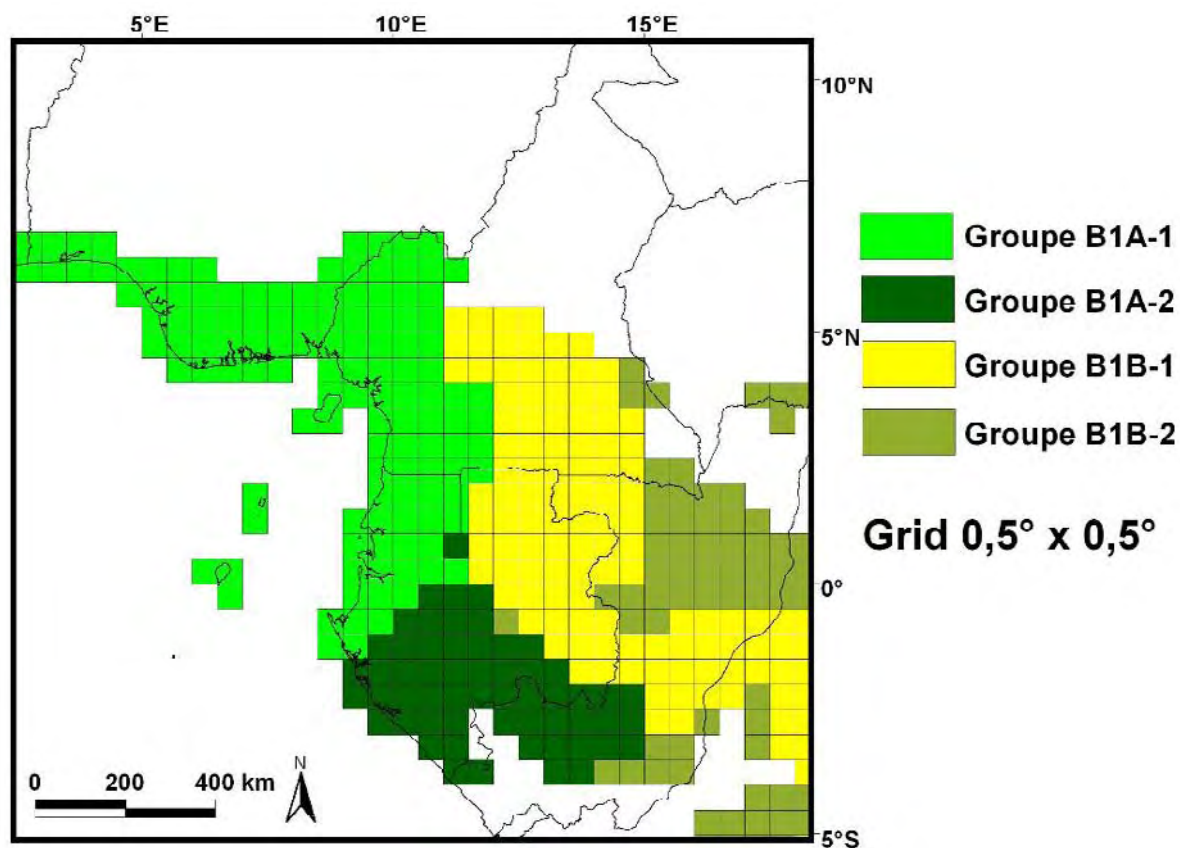 5°E 10°E 15°E
10°N
5°N
0°
5°S
Groupe B1A-1
Groupe B1A-2
Groupe B1B-1
Groupe B1B-2
Grid 0,5° x 0,5°
N
0 200 400 km